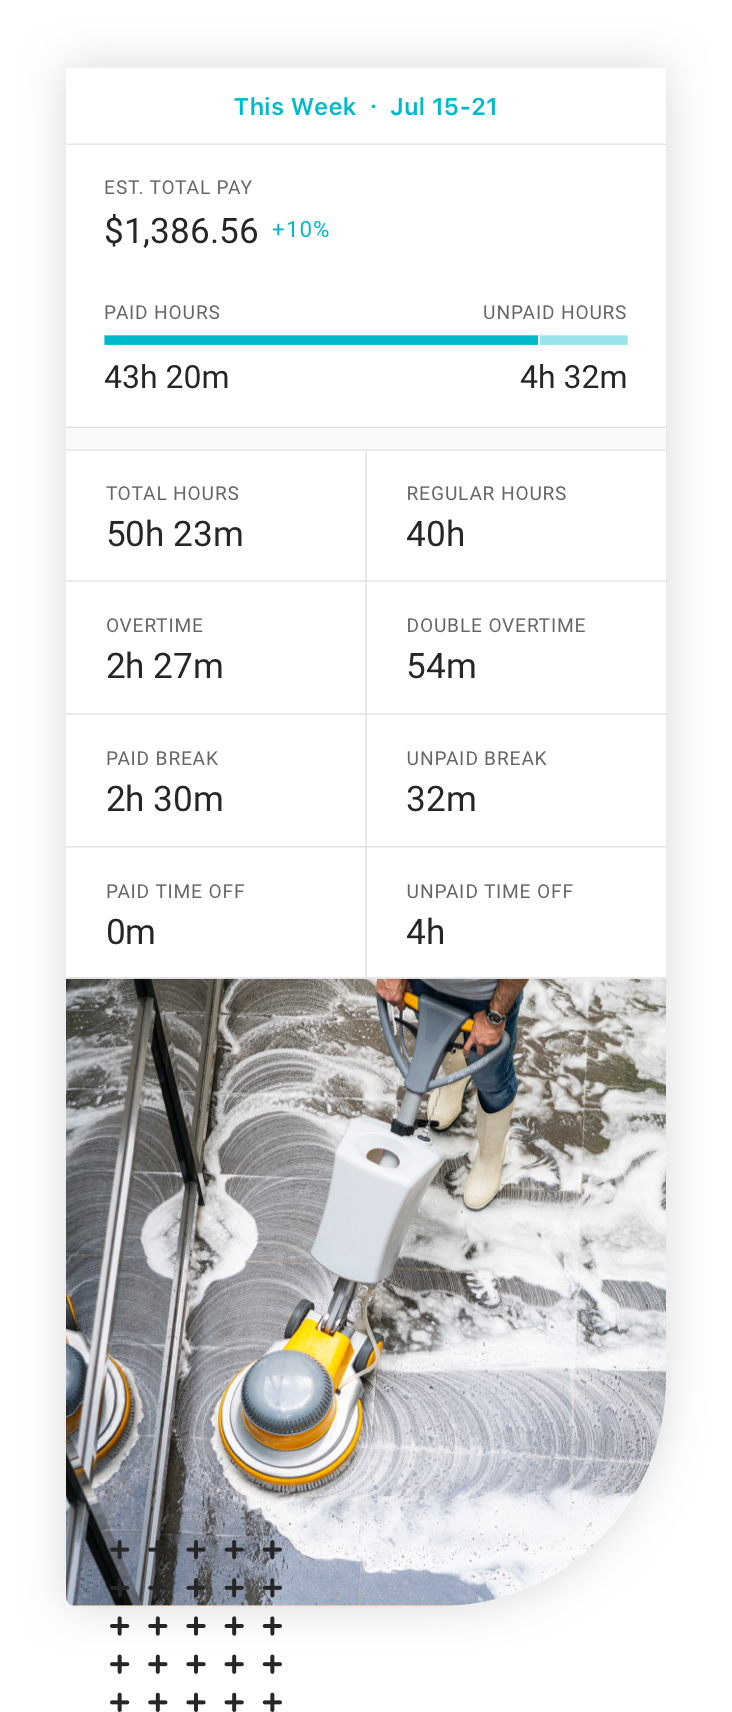 This Week · Jul 15-21
EST. TOTAL PAY
$1,386.56 +10%
PAID HOURS UNPAID HOURS
43h 20m 4h 32m
TOTAL HOURS REGULAR HOURS
50h 23m 40h
OVERTIME DOUBLE OVERTIME
2h 27m 54m
PAID BREAK UNPAID BREAK
2h 30m 32m
PAID TIME OFF UNPAID TIME OFF
0m 4h